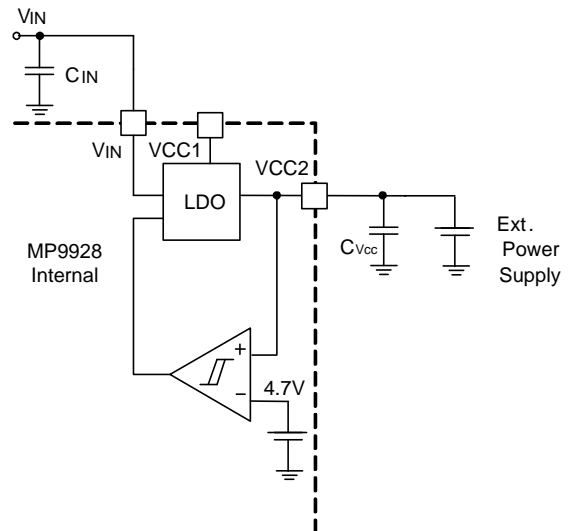 VIN
CIN
VIN
VCC1
VCC2
LDO
MP9928
Internal
CVcc
Ext.
Power
Supply
+
4.7V
−